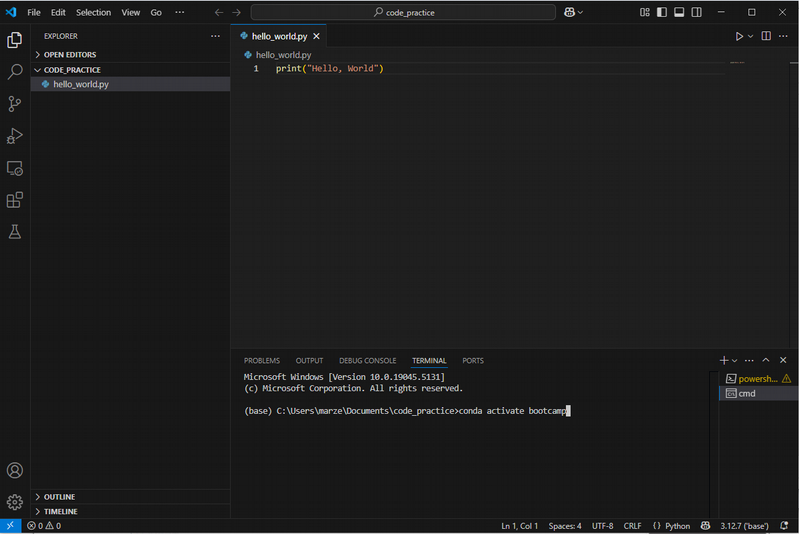 File Edit Selection View Go ··· code_practice
EXPLORER ···
OPEN EDITORS
CODE_PRACTICE
hello_world.py
hello_world.py
hello_world.py
1 print("Hello, World")
PROBLEMS OUTPUT DEBUG CONSOLE TERMINAL PORTS
Microsoft Windows [Version 10.0.19045.5131]
(c) Microsoft Corporation. All rights reserved.
(base) C:\Users\marze\Documents\code_practice>conda activate bootcamp
powersh...
cmd
OUTLINE
TIMELINE
0 0 Ln 1, Col 1 Spaces: 4 UTF-8 CRLF {} Python 3.12.7 ('base')